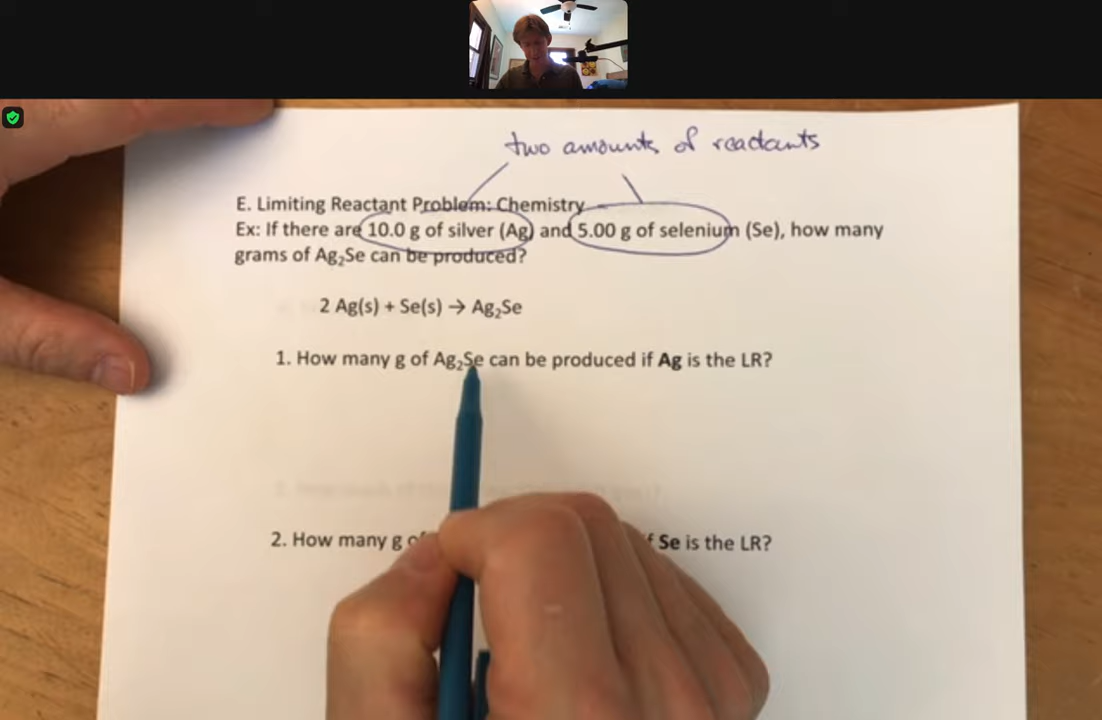 two amounts of reactants
E. Limiting Reactant Problem: Chemistry
Ex: If there are 10.0 g of silver (Ag) and 5.00 g of selenium (Se), how many
grams of Ag₂Se can be produced?
2 Ag(s) + Se(s) → Ag₂Se
1. How many g of Ag₂Se can be produced if Ag is the LR?
2. How many g Se is the LR?